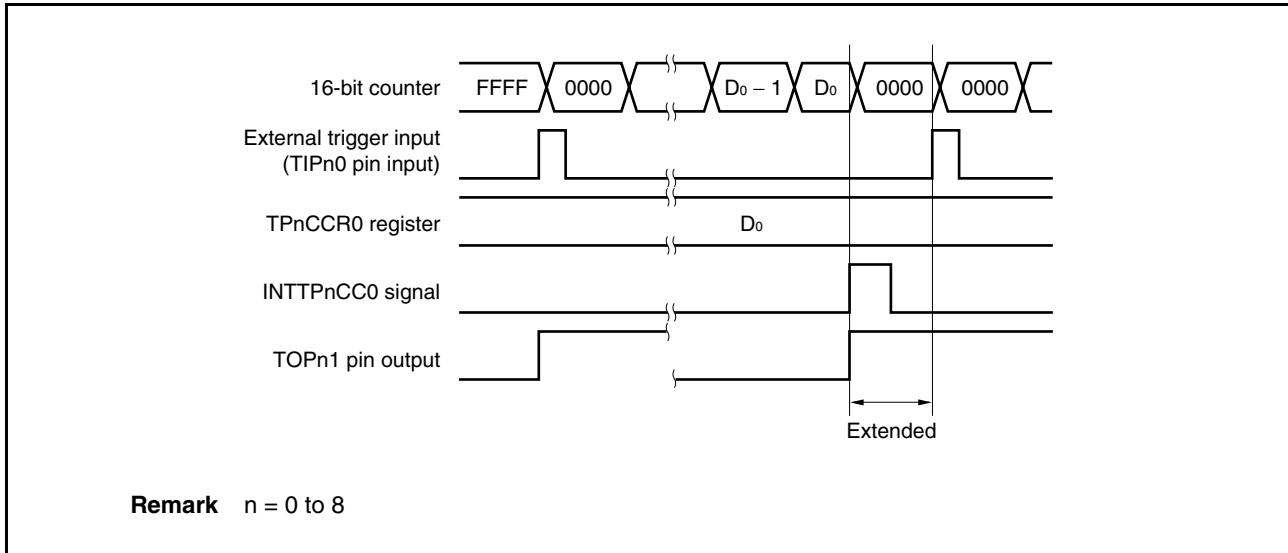 16-bit counter FFFF 0000 D₀ − 1 D₀ 0000 0000
External trigger input
(TIPn0 pin input)
TPnCCR0 register D₀
INTTPnCC0 signal
TOPn1 pin output
Extended
Remark n = 0 to 8